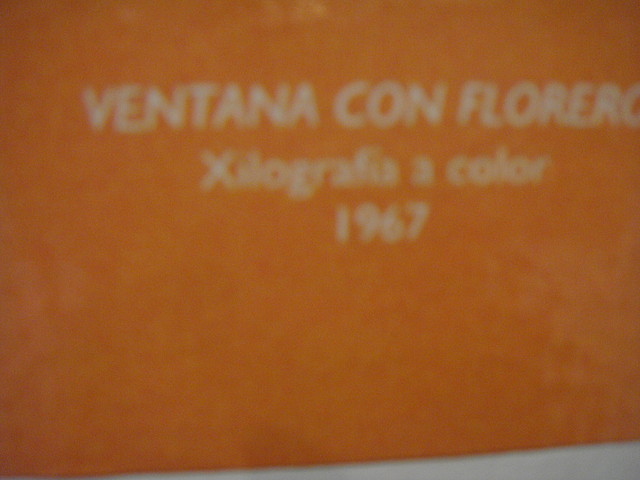 VENTANA CON FLORERO
Xilografía a color
1967